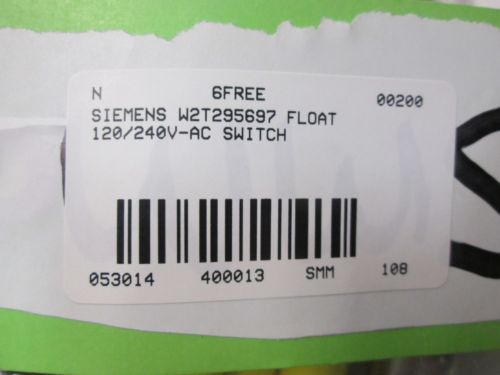 N 6FREE 00200
SIEMENS W2T295697 FLOAT
120/240V-AC SWITCH
053014 400013 SMM 108